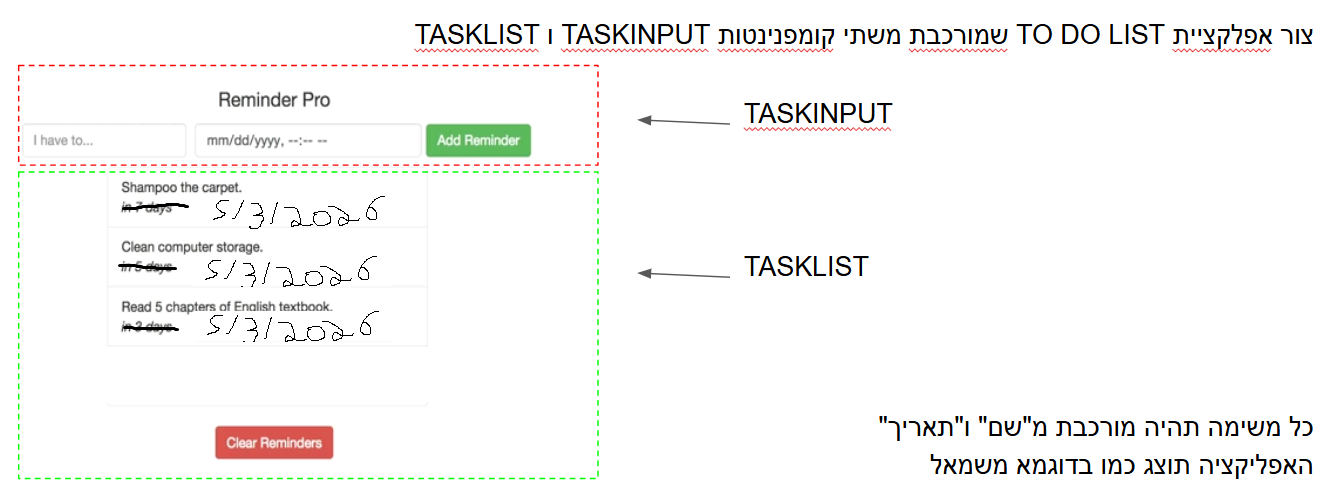 צור אפלקציית TO DO LIST שמורכבת משתי קומפנינטות TASKINPUT ו TASKLIST
Reminder Pro
I have to...
mm/dd/yyyy, --:-- --
Add Reminder
TASKINPUT
Shampoo the carpet.
in 7 days 5/3/2026
Clean computer storage.
in 5 days 5/3/2026
Read 5 chapters of English textbook.
in 3 days 5/3/2026
TASKLIST
Clear Reminders
כל משימה תהיה מורכבת מ"שם" ו"תאריך"
האפליקציה תוצג כמו בדוגמא משמאל